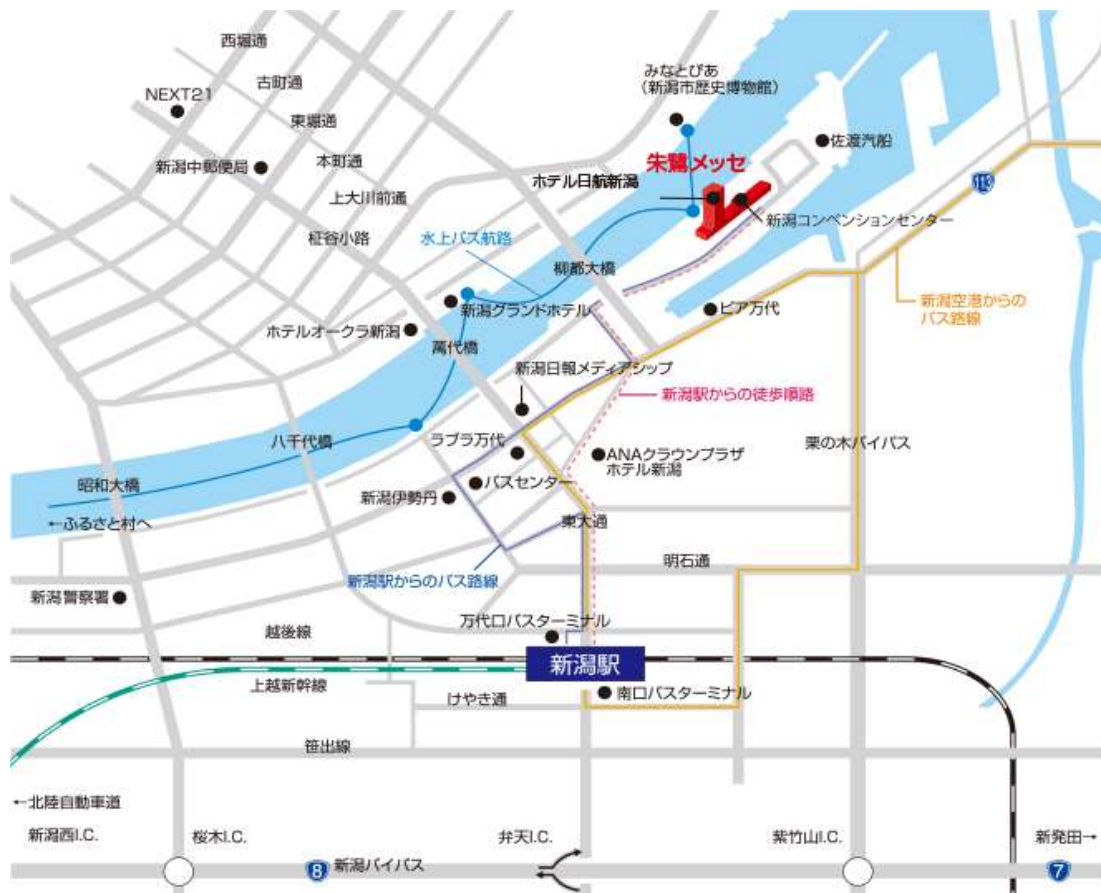 西堀通
古町通
みなとぴあ
（新潟市歴史博物館）
NEXT21
東堀通
佐渡汽船
新潟中郵便局
本町通
朱鷺メッセ
ホテル日航新潟
113
上大川前通
新潟コンベンションセンター
柾谷小路
水上バス航路
柳都大橋
新潟グランドホテル
ピア万代
新潟空港からの
バス路線
ホテルオークラ新潟
萬代橋
新潟日報メディアシップ
新潟駅からの徒歩順路
八千代橋
ラブラ万代
栗の木バイパス
ANAクラウンプラザ
ホテル新潟
昭和大橋
バスセンター
新潟伊勢丹
←ふるさと村へ
東大通
明石通
新潟駅からのバス路線
新潟警察署
万代口バスターミナル
越後線
新潟駅
上越新幹線
南口バスターミナル
けやき通
笹出線
←北陸自動車道
新潟西I.C.
桜木I.C.
弁天I.C.
紫竹山I.C.
新発田→
8
新潟バイパス
7